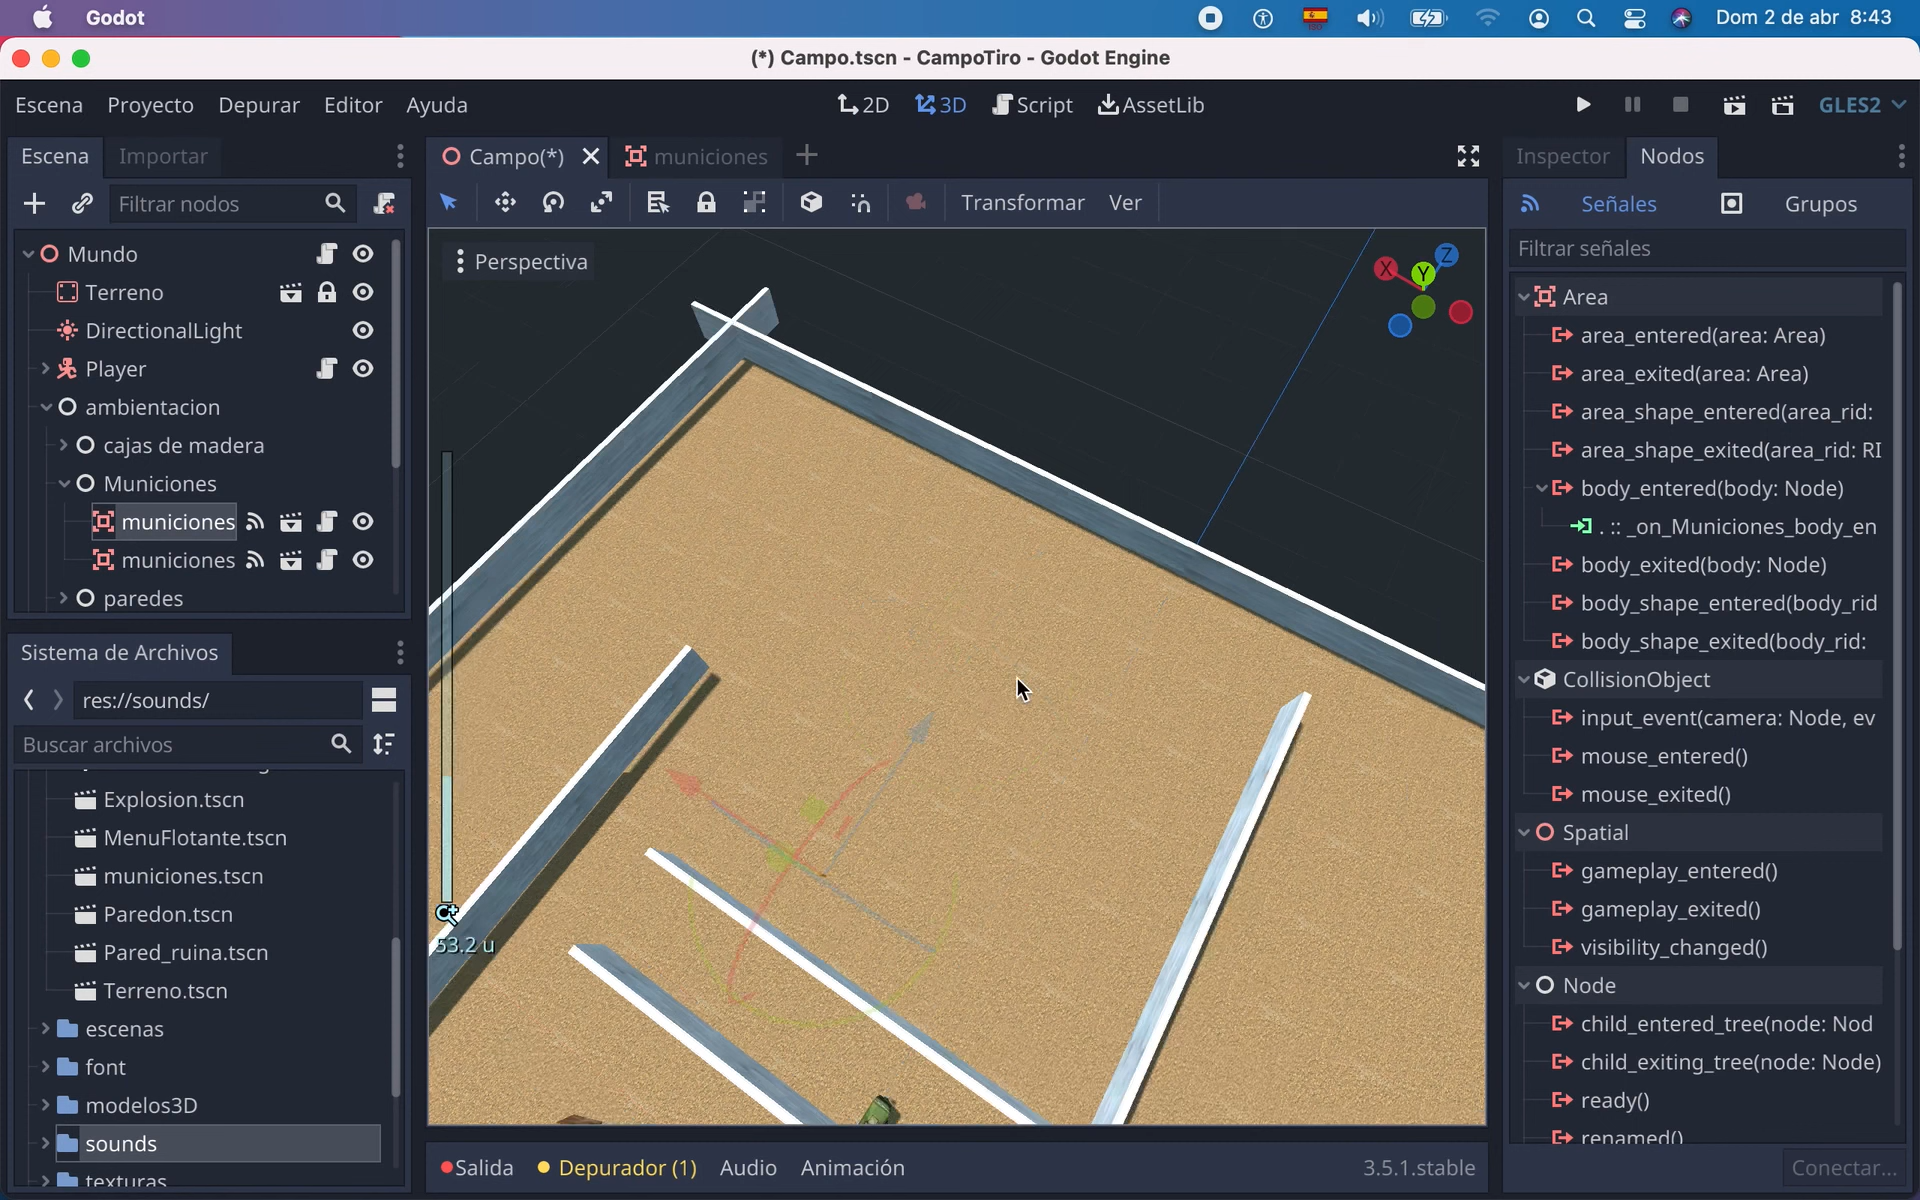 Godot
Dom 2 de abr 8:43
(*) Campo.tscn - CampoTiro - Godot Engine
Escena Proyecto Depurar Editor Ayuda
2D 3D Script AssetLib
GLES2
Escena Importar
Campo(*) municiones
Inspector Nodos
Filtrar nodos
Transformar Ver
Señales Grupos
Filtrar señales
Mundo
Terreno
DirectionalLight
Player
ambientacion
cajas de madera
Municiones
municiones
municiones
paredes
Perspectiva
X Y Z
53.2 u
Sistema de Archivos
res://sounds/
Buscar archivos
Explosion.tscn
MenuFlotante.tscn
municiones.tscn
Paredon.tscn
Pared_ruina.tscn
Terreno.tscn
escenas
font
modelos3D
sounds
texturas
Area
area_entered(area: Area)
area_exited(area: Area)
area_shape_entered(area_rid:
area_shape_exited(area_rid: RI
body_entered(body: Node)
. :: _on_Municiones_body_en
body_exited(body: Node)
body_shape_entered(body_rid
body_shape_exited(body_rid:
CollisionObject
input_event(camera: Node, ev
mouse_entered()
mouse_exited()
Spatial
gameplay_entered()
gameplay_exited()
visibility_changed()
Node
child_entered_tree(node: Nod
child_exiting_tree(node: Node)
ready()
renamed()
Salida Depurador (1) Audio Animación
3.5.1.stable
Conectar...